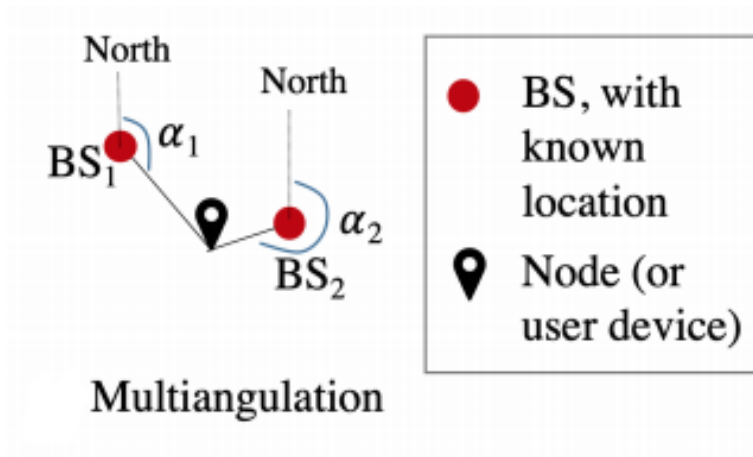 North
North
α₁
BS₁
α₂
BS₂
BS, with
known
location
Node (or
user device)
Multiangulation